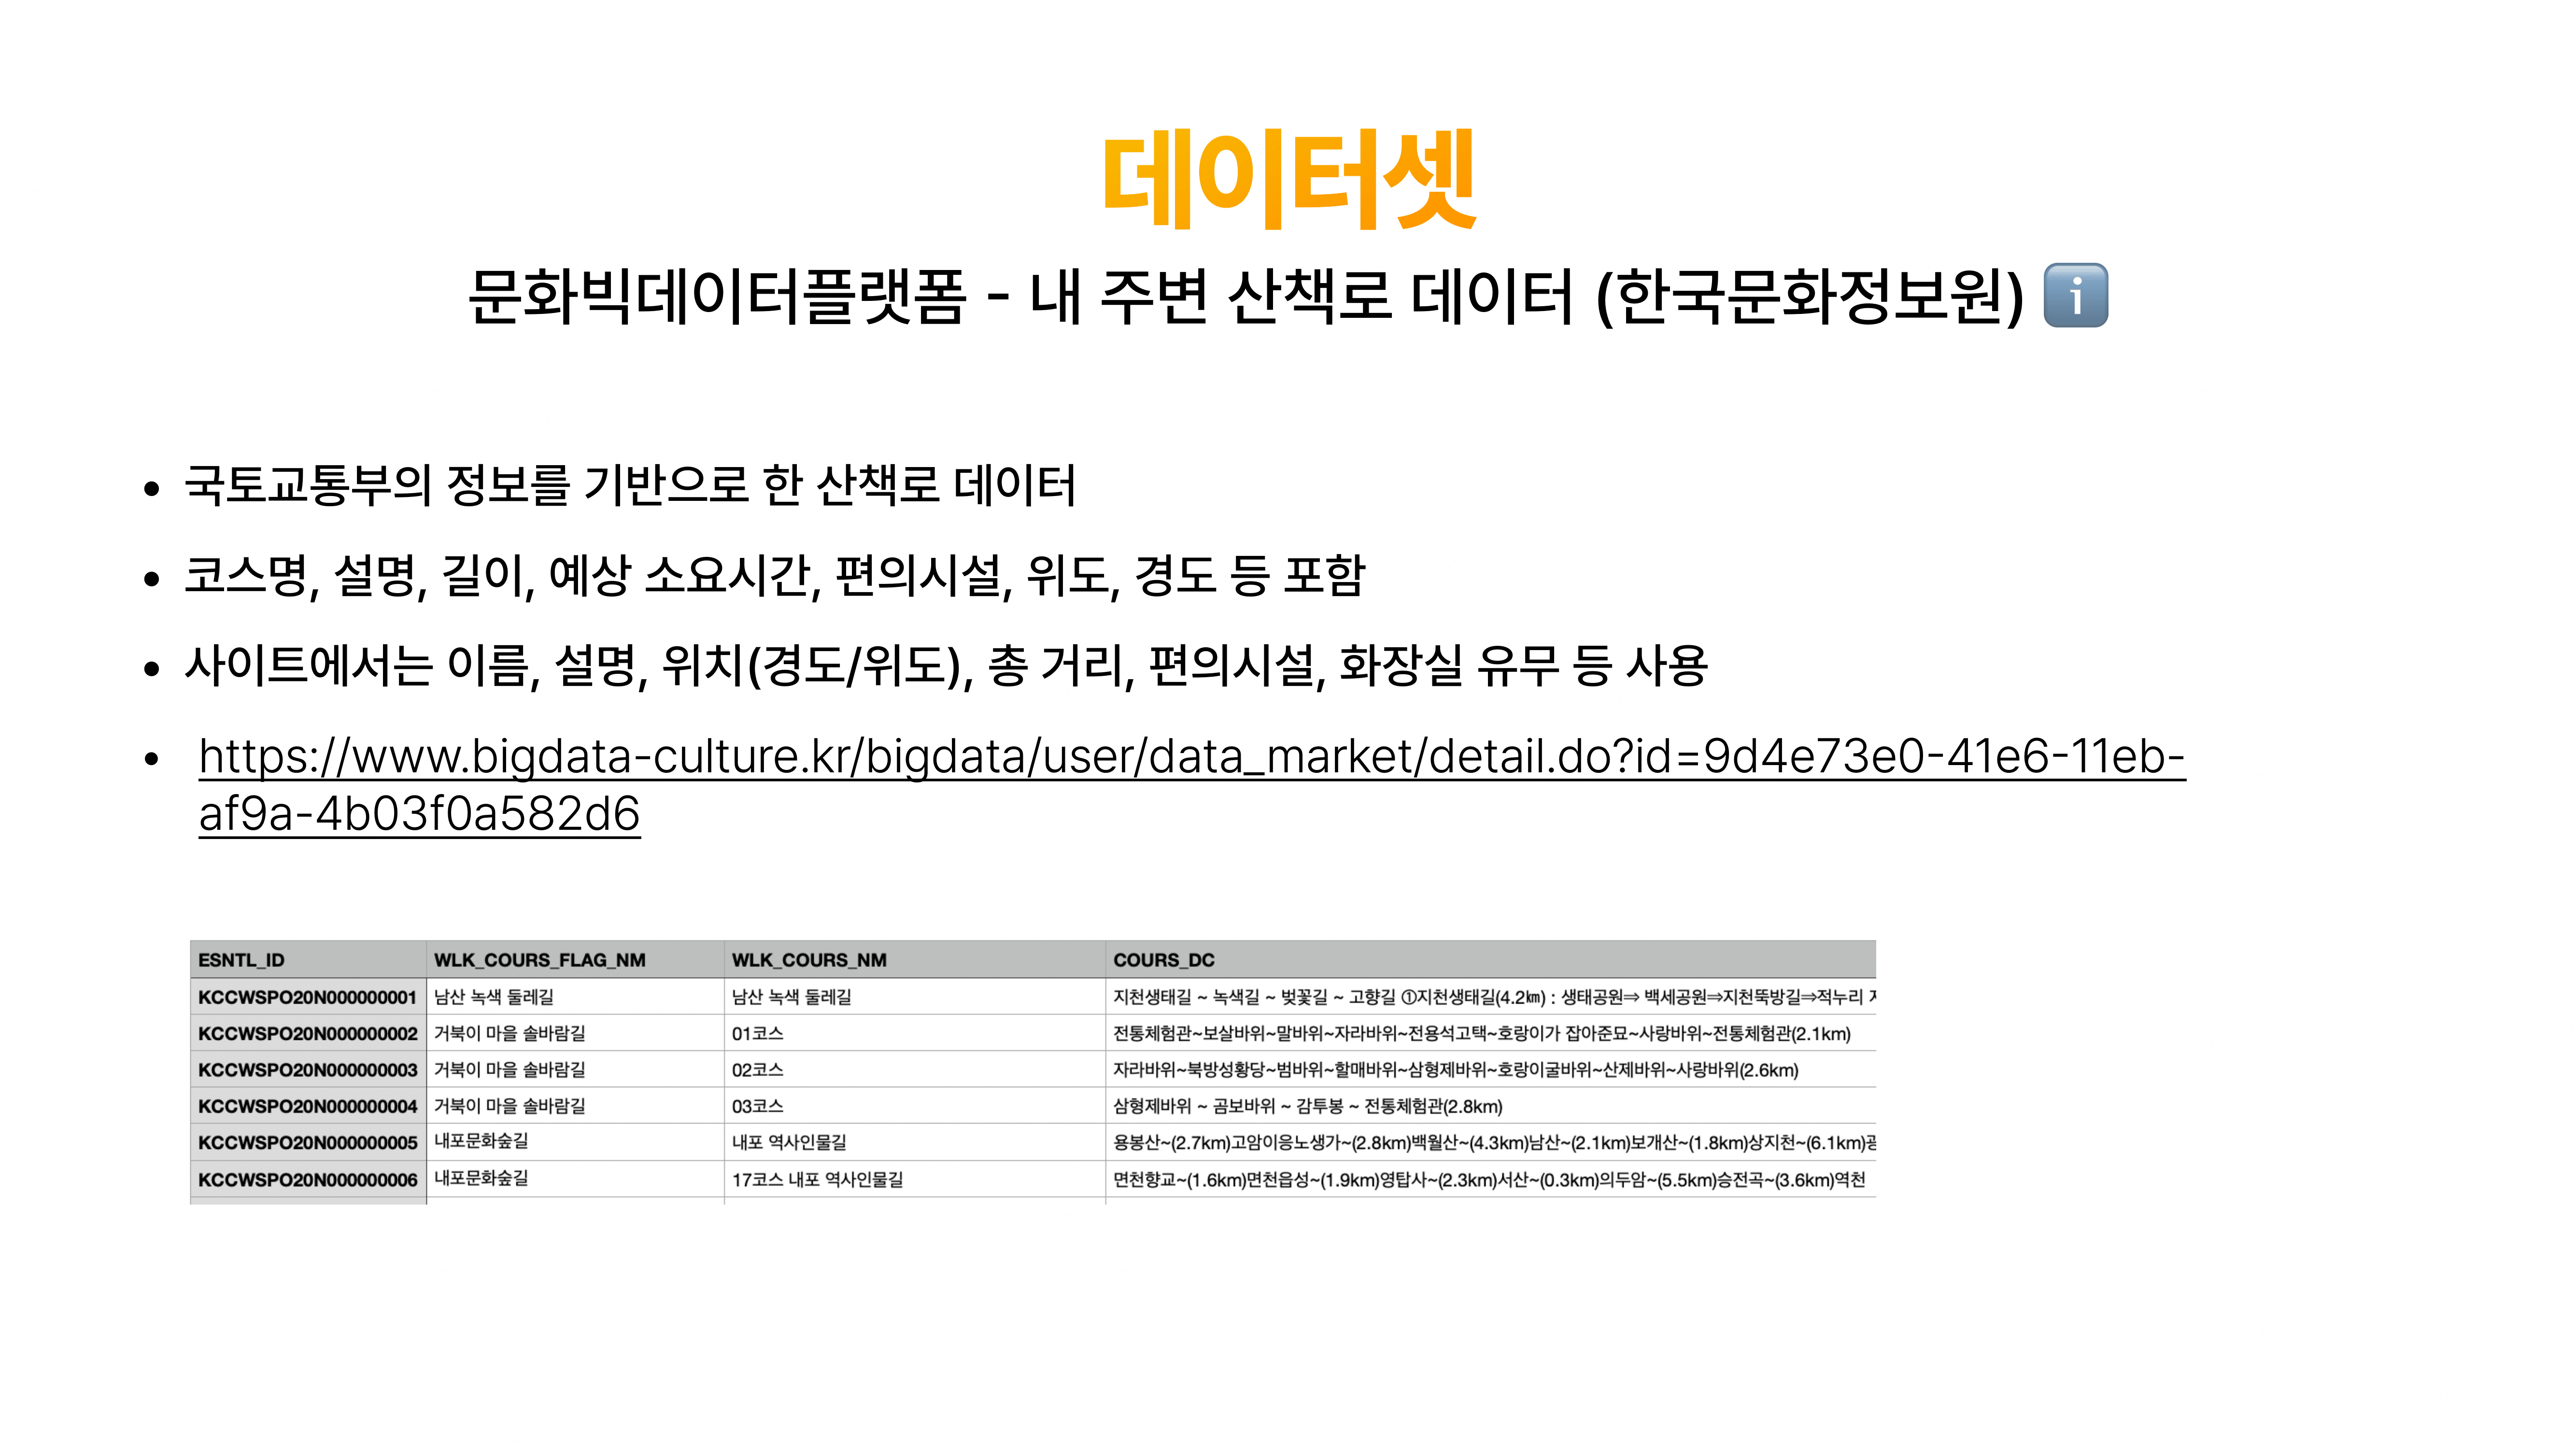 데이터셋
문화빅데이터플랫폼 - 내 주변 산책로 데이터 (한국문화정보원) ℹ️
• 국토교통부의 정보를 기반으로 한 산책로 데이터
• 코스명, 설명, 길이, 예상 소요시간, 편의시설, 위도, 경도 등 포함
• 사이트에서는 이름, 설명, 위치(경도/위도), 총 거리, 편의시설, 화장실 유무 등 사용
• https://www.bigdata-culture.kr/bigdata/user/data_market/detail.do?id=9d4e73e0-41e6-11eb-
af9a-4b03f0a582d6
ESNTL_ID WLK_COURS_FLAG_NM WLK_COURS_NM COURS_DC
KCCWSPO20N000000001 남산 녹색 둘레길 남산 녹색 둘레길 지천생태길 ~ 녹색길 ~ 벚꽃길 ~ 고향길 ①지천생태길(4.2㎞) : 생태공원⇒ 백세공원⇒지천뚝방길⇒적누리
KCCWSPO20N000000002 거북이 마을 솔바람길 01코스 전통체험관~보살바위~말바위~자라바위~전용석고택~호랑이가 잡아준묘~사랑바위~전통체험관(2.1km)
KCCWSPO20N000000003 거북이 마을 솔바람길 02코스 자라바위~북방성황당~범바위~할매바위~삼형제바위~호랑이굴바위~산제바위~사랑바위(2.6km)
KCCWSPO20N000000004 거북이 마을 솔바람길 03코스 삼형제바위 ~ 곰보바위 ~ 감투봉 ~ 전통체험관(2.8km)
KCCWSPO20N000000005 내포문화숲길 내포 역사인물길 용봉산~(2.7km)고암이응노생가~(2.8km)백월산~(4.3km)남산~(2.1km)보개산~(1.8km)상지천~(6.1km)
KCCWSPO20N000000006 내포문화숲길 17코스 내포 역사인물길 면천향교~(1.6km)면천읍성~(1.9km)영탑사~(2.3km)서산~(0.3km)의두암~(5.5km)승전곡~(3.6km)역천